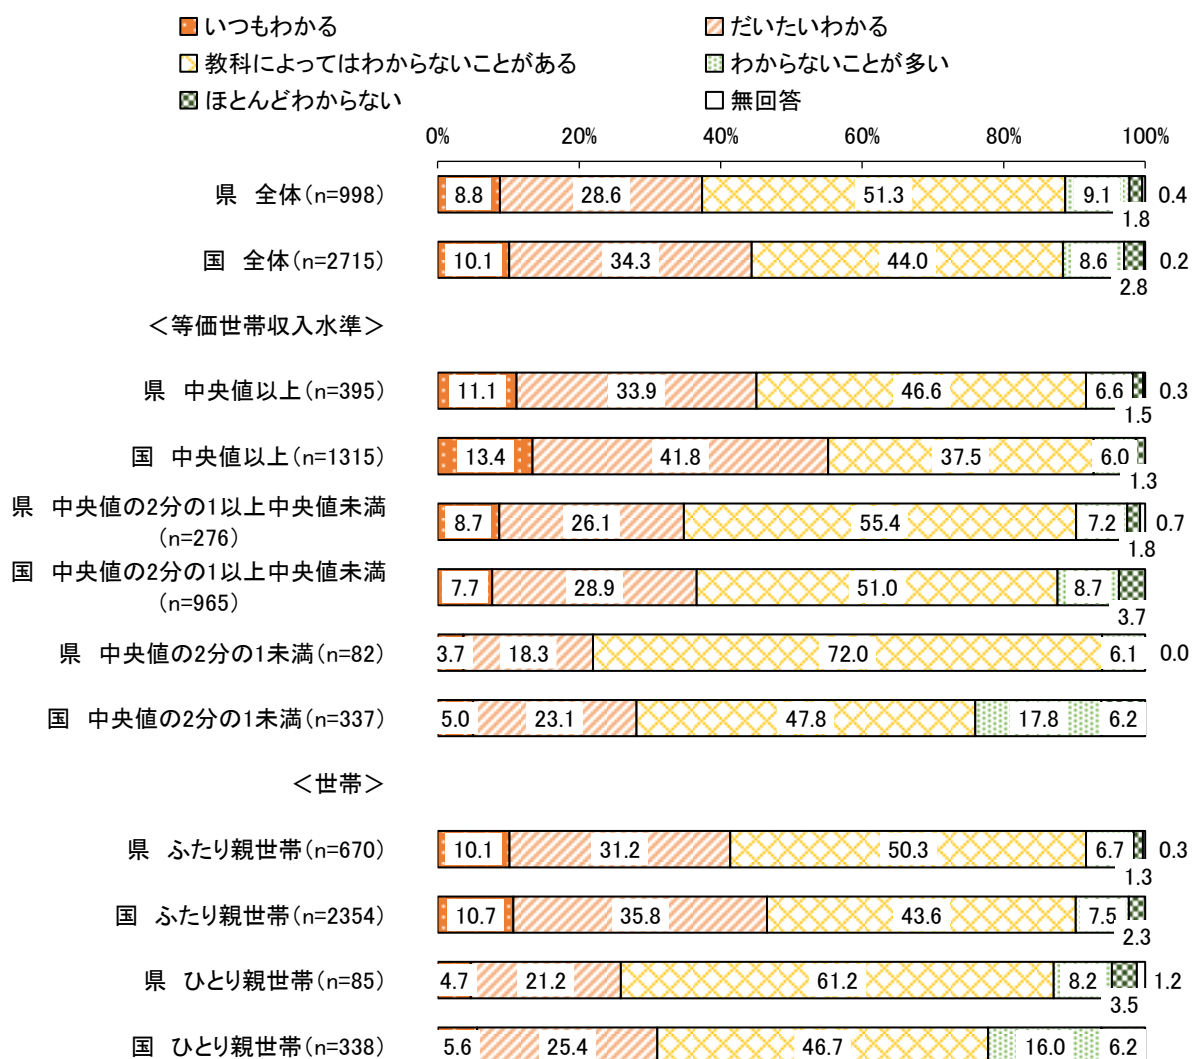 いつもわかる だいたいわかる
教科によってはわからないことがある わからないことが多い
ほとんどわからない 無回答
0% 20% 40% 60% 80% 100%
県 全体(n=998) 8.8 28.6 51.3 9.1 0.4
1.8
国 全体(n=2715) 10.1 34.3 44.0 8.6 0.2
2.8
＜等価世帯収入水準＞
県 中央値以上(n=395) 11.1 33.9 46.6 6.6 0.3
1.5
国 中央値以上(n=1315) 13.4 41.8 37.5 6.0
1.3
県 中央値の2分の1以上中央値未満
(n=276)
8.7 26.1 55.4 7.2 0.7
1.8
国 中央値の2分の1以上中央値未満
(n=965)
7.7 28.9 51.0 8.7
3.7
県 中央値の2分の1未満(n=82) 3.7 18.3 72.0 6.1 0.0
国 中央値の2分の1未満(n=337) 5.0 23.1 47.8 17.8 6.2
＜世帯＞
県 ふたり親世帯(n=670) 10.1 31.2 50.3 6.7 0.3
1.3
国 ふたり親世帯(n=2354) 10.7 35.8 43.6 7.5
2.3
県 ひとり親世帯(n=85) 4.7 21.2 61.2 8.2 1.2
3.5
国 ひとり親世帯(n=338) 5.6 25.4 46.7 16.0 6.2